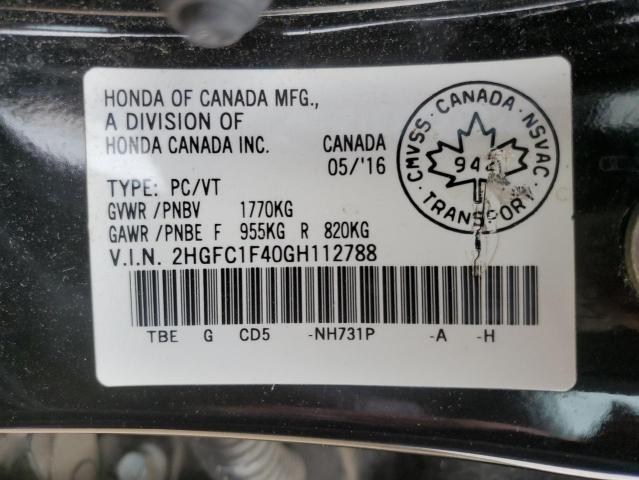 HONDA OF CANADA MFG.,
A DIVISION OF
HONDA CANADA INC. CANADA
05/'16
TYPE: PC/VT
GVWR /PNBV 1770KG
GAWR /PNBE F 955KG R 820KG
V.I.N. 2HGFC1F40GH112788
TBE G CD5 -NH731P -A -H
CMVSS · CANADA · NSVAC
TRANSPORT